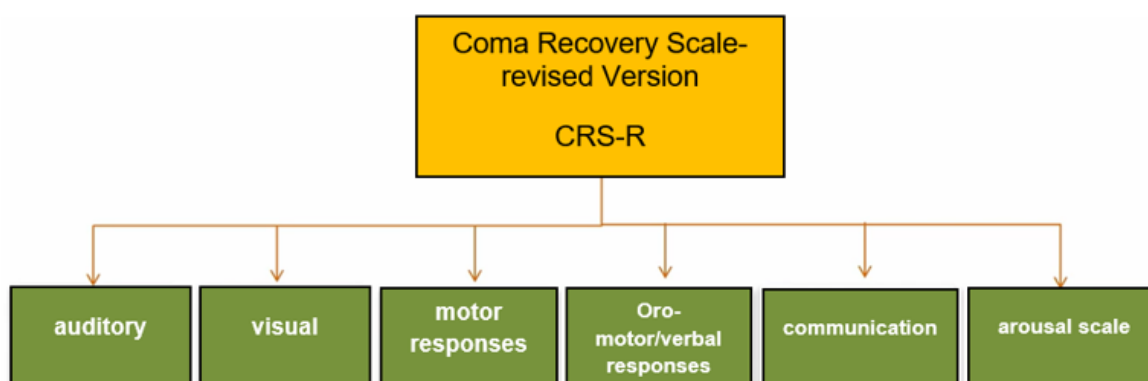 Coma Recovery Scale-
revised Version
CRS-R
auditory
visual
motor
responses
Oro-
motor/verbal
responses
communication
arousal scale